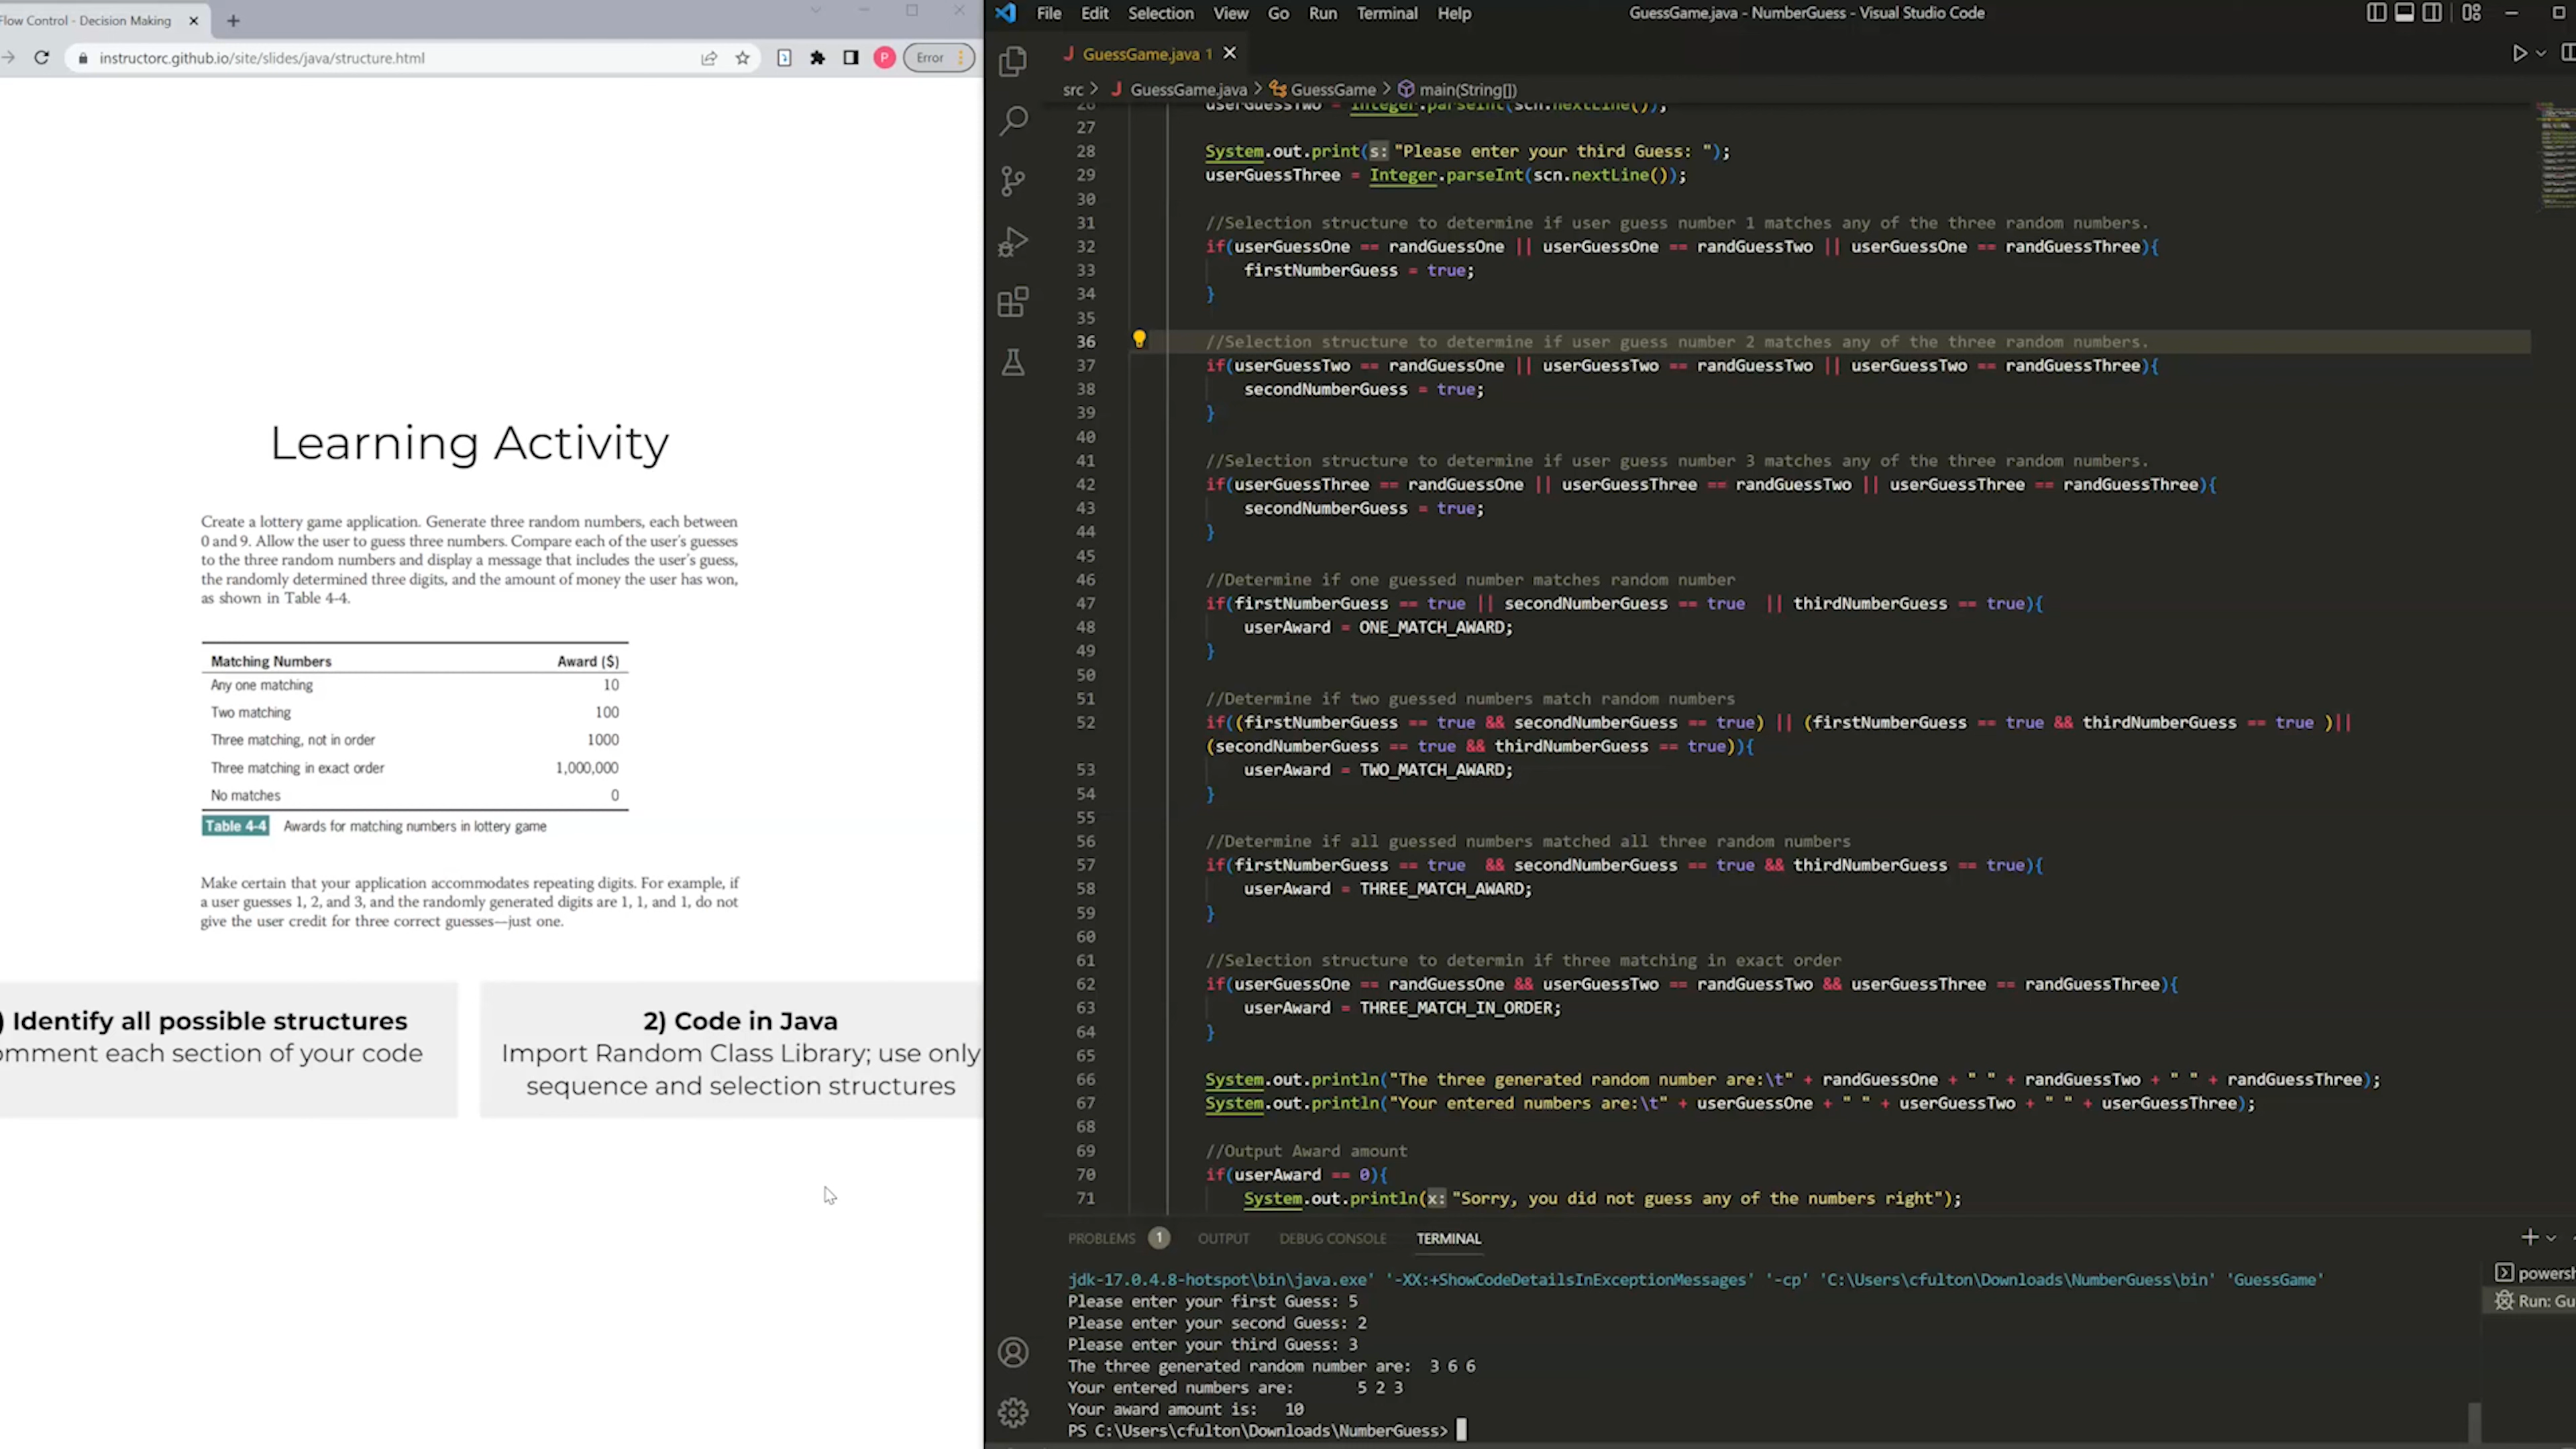 Flow Control - Decision Making
instructorc.github.io/site/slides/java/structure.html
P
Error
Learning Activity
Create a lottery game application. Generate three random numbers, each between
0 and 9. Allow the user to guess three numbers. Compare each of the user's guesses
to the three random numbers and display a message that includes the user's guess,
the randomly determined three digits, and the amount of money the user has won,
as shown in Table 4-4.
Matching Numbers Award ($)
Any one matching 10
Two matching 100
Three matching, not in order 1000
Three matching in exact order 1,000,000
No matches 0
Table 4-4 Awards for matching numbers in lottery game
Make certain that your application accommodates repeating digits. For example, if
a user guesses 1, 2, and 3, and the randomly generated digits are 1, 1, and 1, do not
give the user credit for three correct guesses—just one.
) Identify all possible structures
omment each section of your code
2) Code in Java
Import Random Class Library; use only
sequence and selection structures
File Edit Selection View Go Run Terminal Help
GuessGame.java - NumberGuess - Visual Studio Code
J GuessGame.java 1
src > J GuessGame.java > GuessGame > main(String[])
26 userGuessTwo = Integer.parseInt(scn.nextLine());
27
28 System.out.print(s: "Please enter your third Guess: ");
29 userGuessThree = Integer.parseInt(scn.nextLine());
30
31 //Selection structure to determine if user guess number 1 matches any of the three random numbers.
32 if(userGuessOne == randGuessOne || userGuessOne == randGuessTwo || userGuessOne == randGuessThree){
33 firstNumberGuess = true;
34 }
35
36 //Selection structure to determine if user guess number 2 matches any of the three random numbers.
37 if(userGuessTwo == randGuessOne || userGuessTwo == randGuessTwo || userGuessTwo == randGuessThree){
38 secondNumberGuess = true;
39 }
40
41 //Selection structure to determine if user guess number 3 matches any of the three random numbers.
42 if(userGuessThree == randGuessOne || userGuessThree == randGuessTwo || userGuessThree == randGuessThree){
43 secondNumberGuess = true;
44 }
45
46 //Determine if one guessed number matches random number
47 if(firstNumberGuess == true || secondNumberGuess == true || thirdNumberGuess == true){
48 userAward = ONE_MATCH_AWARD;
49 }
50
51 //Determine if two guessed numbers match random numbers
52 if((firstNumberGuess == true && secondNumberGuess == true) || (firstNumberGuess == true && thirdNumberGuess == true )||
(secondNumberGuess == true && thirdNumberGuess == true)){
53 userAward = TWO_MATCH_AWARD;
54 }
55
56 //Determine if all guessed numbers matched all three random numbers
57 if(firstNumberGuess == true && secondNumberGuess == true && thirdNumberGuess == true){
58 userAward = THREE_MATCH_AWARD;
59 }
60
61 //Selection structure to determin if three matching in exact order
62 if(userGuessOne == randGuessOne && userGuessTwo == randGuessTwo && userGuessThree == randGuessThree){
63 userAward = THREE_MATCH_IN_ORDER;
64 }
65
66 System.out.println("The three generated random number are:\t" + randGuessOne + " " + randGuessTwo + " " + randGuessThree);
67 System.out.println("Your entered numbers are:\t" + userGuessOne + " " + userGuessTwo + " " + userGuessThree);
68
69 //Output Award amount
70 if(userAward == 0){
71 System.out.println(x: "Sorry, you did not guess any of the numbers right");
PROBLEMS 1 OUTPUT DEBUG CONSOLE TERMINAL
jdk-17.0.4.8-hotspot\bin\java.exe' '-XX:+ShowCodeDetailsInExceptionMessages' '-cp' 'C:\Users\cfulton\Downloads\NumberGuess\bin' 'GuessGame'
Please enter your first Guess: 5
Please enter your second Guess: 2
Please enter your third Guess: 3
The three generated random number are: 3 6 6
Your entered numbers are: 5 2 3
Your award amount is: 10
PS C:\Users\cfulton\Downloads\NumberGuess>
powersh
Run: Gu